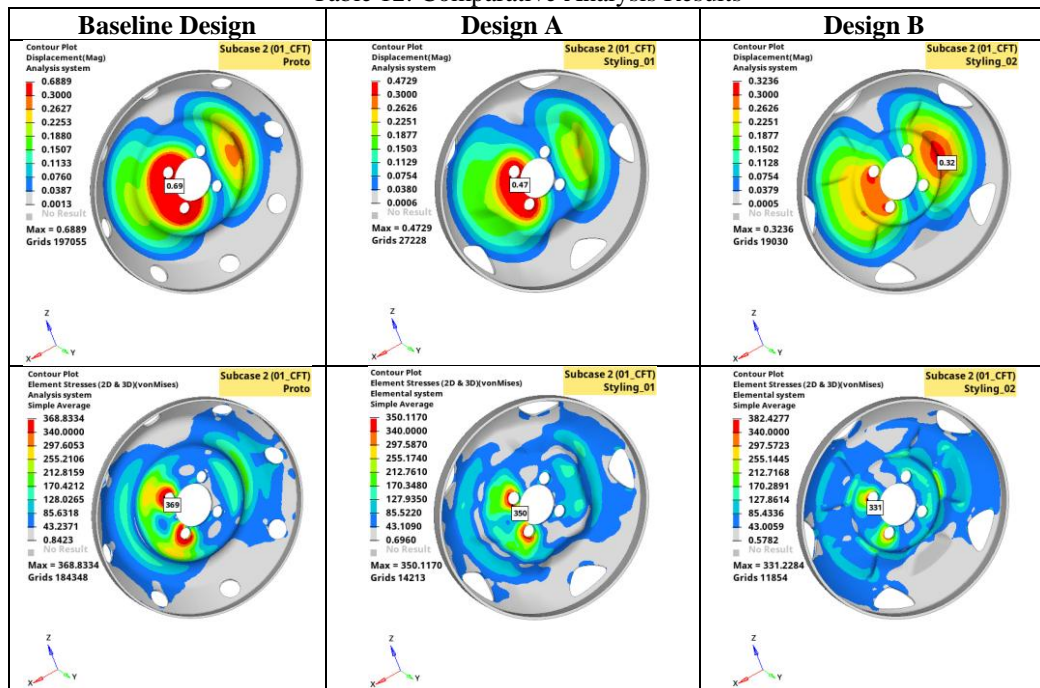 Table 12: Comparative Analysis Results
Baseline Design
Design A
Design B
Contour Plot
Displacement(Mag)
Analysis system
0.6889
0.3000
0.2627
0.2253
0.1880
0.1507
0.1133
0.0760
0.0387
0.0013
No Result
Max = 0.6889
Grids 197055
Subcase 2 (01_CFT)
Proto
0.69
Z
X
Y
Contour Plot
Displacement(Mag)
Analysis system
0.4729
0.3000
0.2626
0.2251
0.1877
0.1503
0.1129
0.0754
0.0380
0.0006
No Result
Max = 0.4729
Grids 27228
Subcase 2 (01_CFT)
Styling_01
0.47
Z
X
Y
Contour Plot
Displacement(Mag)
Analysis system
0.3236
0.3000
0.2626
0.2251
0.1877
0.1502
0.1128
0.0754
0.0379
0.0005
No Result
Max = 0.3236
Grids 19030
Subcase 2 (01_CFT)
Styling_02
0.32
Z
X
Y
Contour Plot
Element Stresses (2D & 3D)(vonMises)
Analysis system
Simple Average
368.8334
340.0000
297.6053
255.2106
212.8159
170.4212
128.0265
85.6318
43.2371
0.8423
No Result
Max = 368.8334
Grids 184348
Subcase 2 (01_CFT)
Proto
369
Z
X
Y
Contour Plot
Element Stresses (2D & 3D)(vonMises)
Elemental system
Simple Average
350.1170
340.0000
297.5870
255.1740
212.7610
170.3480
127.9350
85.5220
43.1090
0.6960
No Result
Max = 350.1170
Grids 14213
Subcase 2 (01_CFT)
Styling_01
350
Z
X
Y
Contour Plot
Element Stresses (2D & 3D)(vonMises)
Elemental system
Simple Average
382.4277
340.0000
297.5723
255.1445
212.7168
170.2891
127.8614
85.4336
43.0059
0.5782
No Result
Max = 331.2284
Grids 11854
Subcase 2 (01_CFT)
Styling_02
331
Z
X
Y